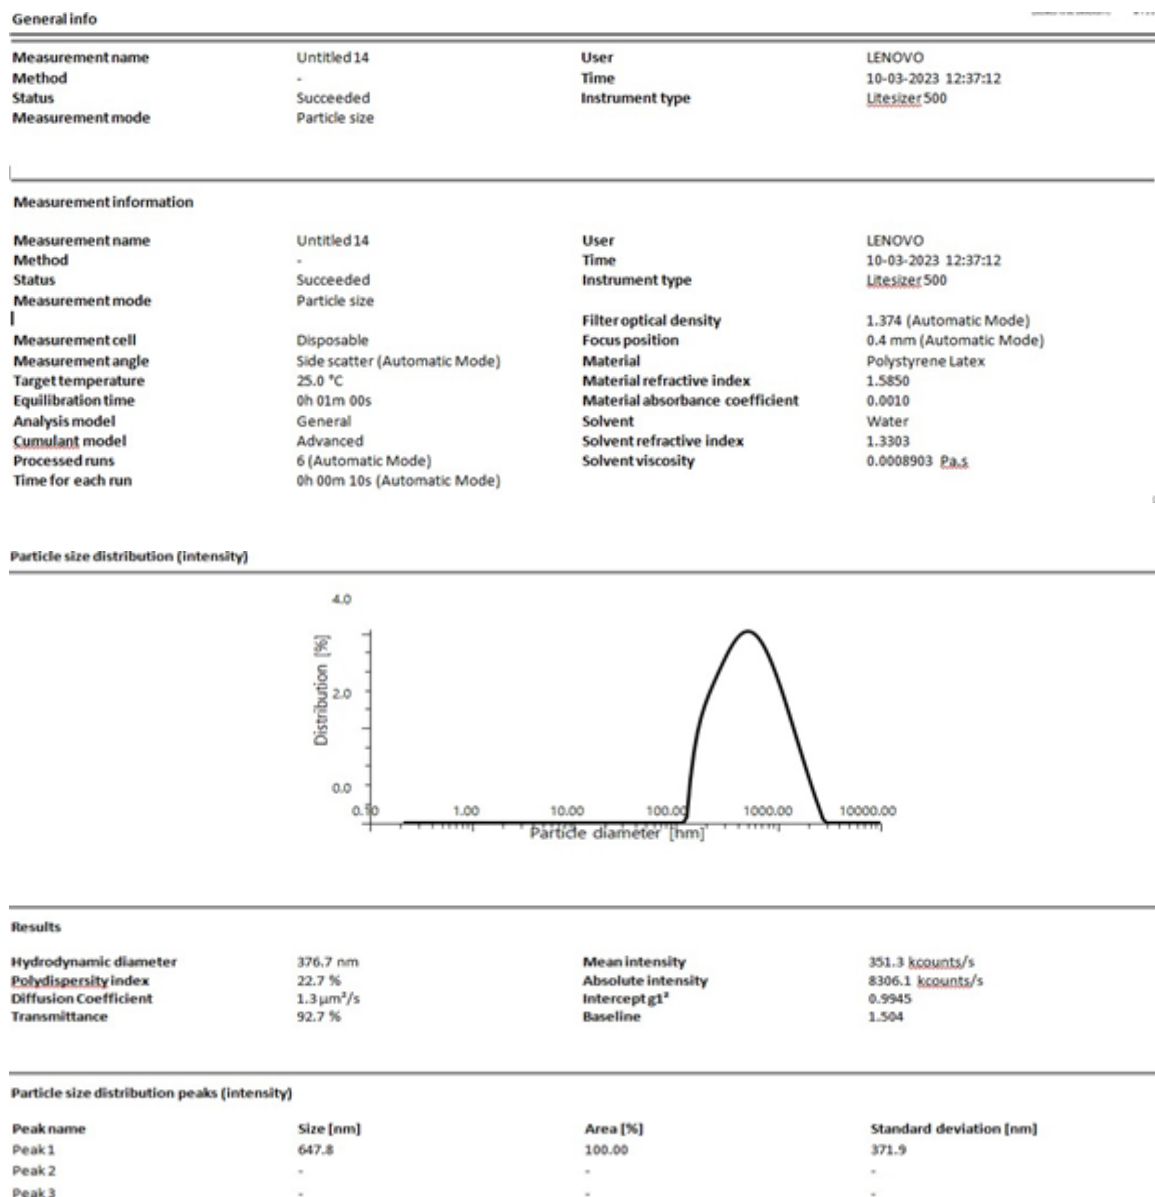 General info
Measurement name Untitled 14 User LENOVO
Method - Time 10-03-2023 12:37:12
Status Succeeded Instrument type Litesizer 500
Measurement mode Particle size
Measurement information
Measurement name Untitled 14 User LENOVO
Method - Time 10-03-2023 12:37:12
Status Succeeded Instrument type Litesizer 500
Measurement mode Particle size
Filter optical density 1.374 (Automatic Mode)
Measurement cell Disposable Focus position 0.4 mm (Automatic Mode)
Measurement angle Side scatter (Automatic Mode) Material Polystyrene Latex
Target temperature 25.0 °C Material refractive index 1.5850
Equilibration time 0h 01m 00s Material absorbance coefficient 0.0010
Analysis model General Solvent Water
Cumulant model Advanced Solvent refractive index 1.3303
Processed runs 6 (Automatic Mode) Solvent viscosity 0.0008903 Pa.s
Time for each run 0h 00m 10s (Automatic Mode)
Particle size distribution (intensity)
4.0
Distribution [%]
2.0
0.0
0.10 1.00 10.00 100.00 1000.00 10000.00
Particle diameter [hm]
Results
Hydrodynamic diameter 376.7 nm Mean intensity 351.3 kcounts/s
Polydispersity index 22.7 % Absolute intensity 8306.1 kcounts/s
Diffusion Coefficient 1.3 µm²/s Intercept g1² 0.9945
Transmittance 92.7 % Baseline 1.504
Particle size distribution peaks (intensity)
Peak name Size [nm] Area [%] Standard deviation [nm]
Peak 1 647.8 100.00 371.9
Peak 2 - - -
Peak 3 - - -